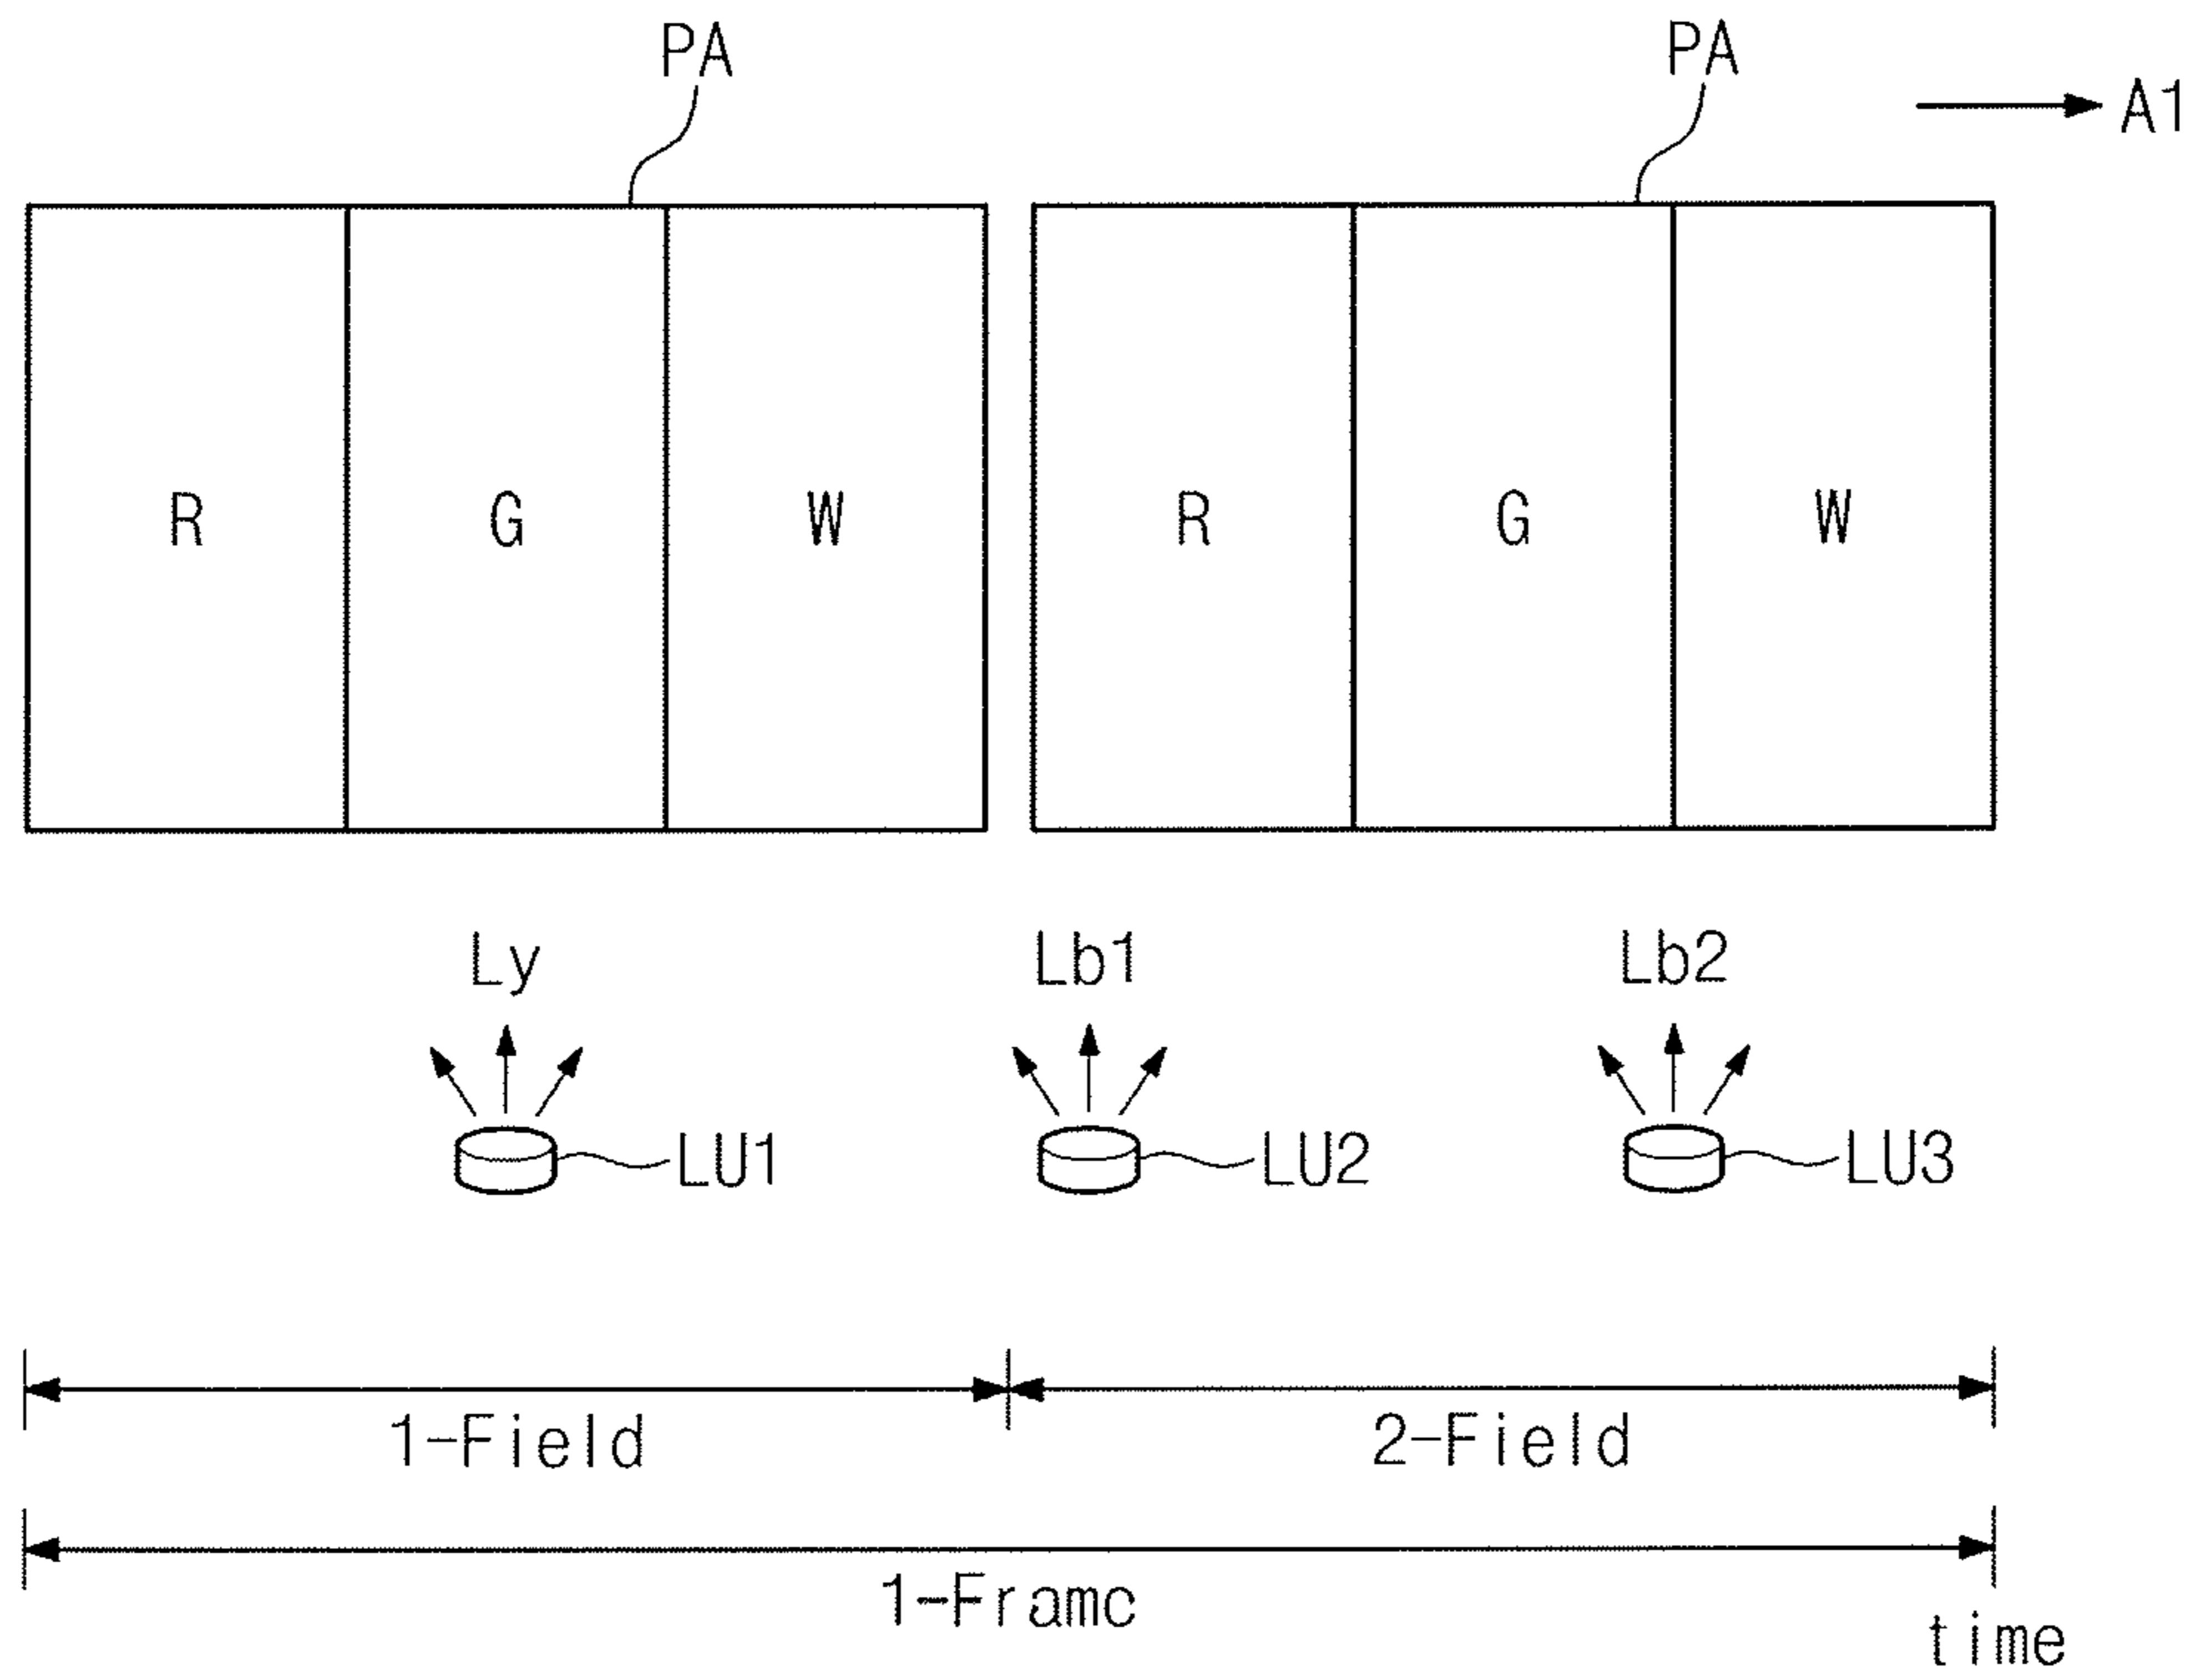 PA PA
A1
R G W R G W
Ly Lb1 Lb2
LU1 LU2 LU3
1-Field 2-Field
1-Framc
time